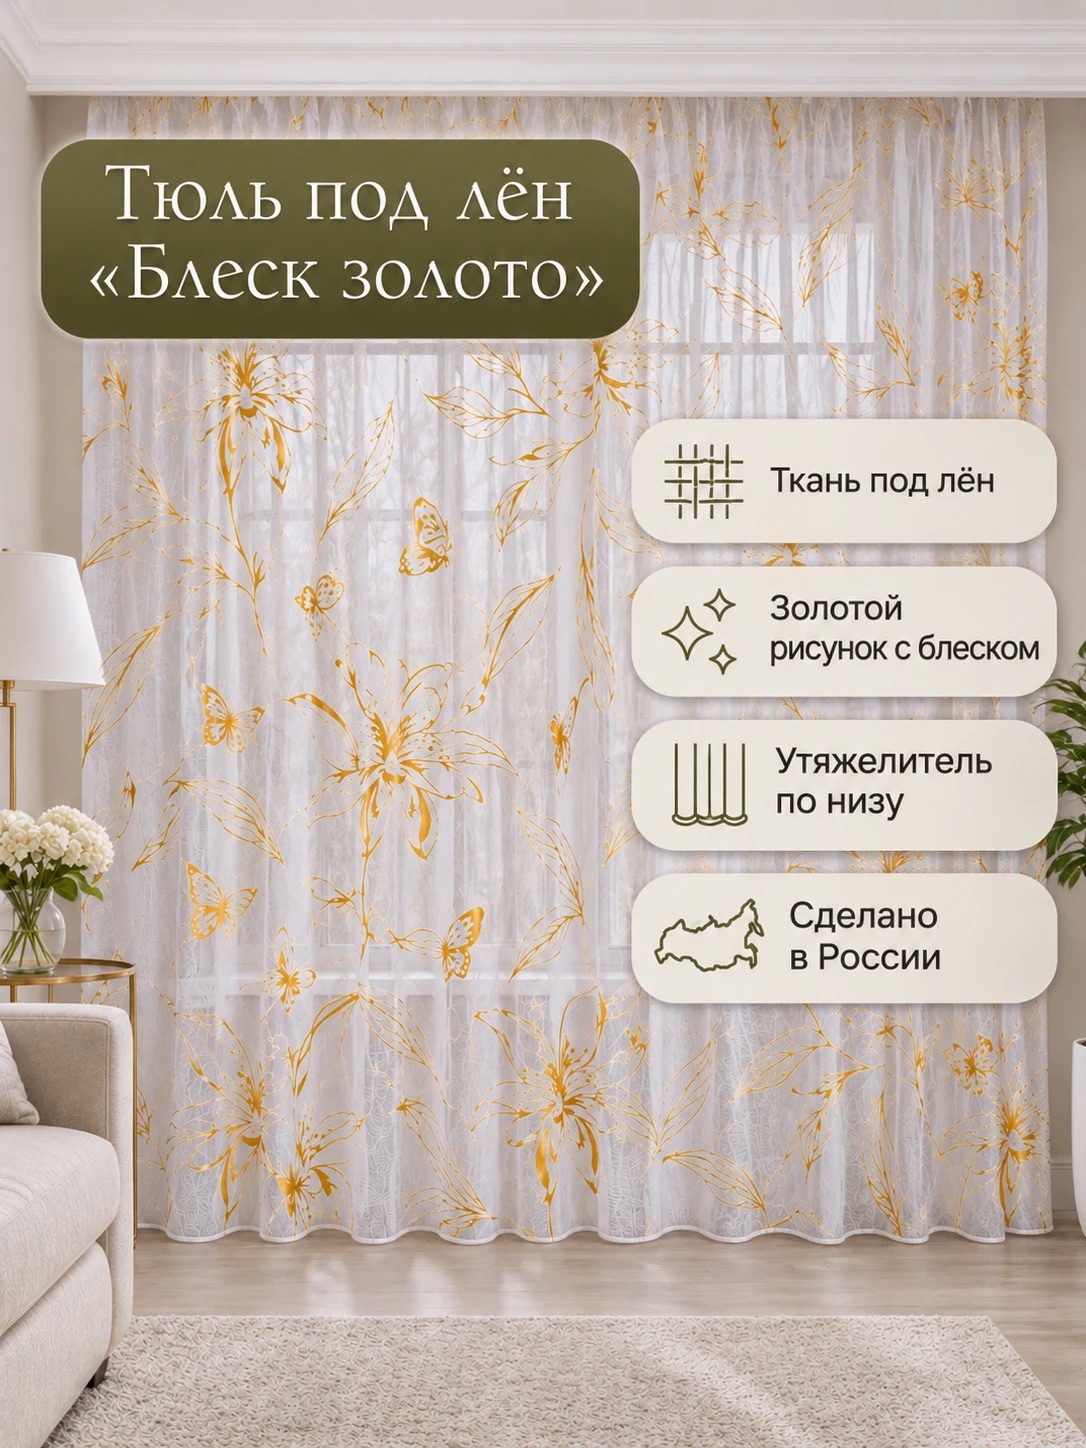 Тюль под лён
«Блеск золото»
Ткань под лён
Золотой
рисунок с блеском
Утяжелитель
по низу
Сделано
в России